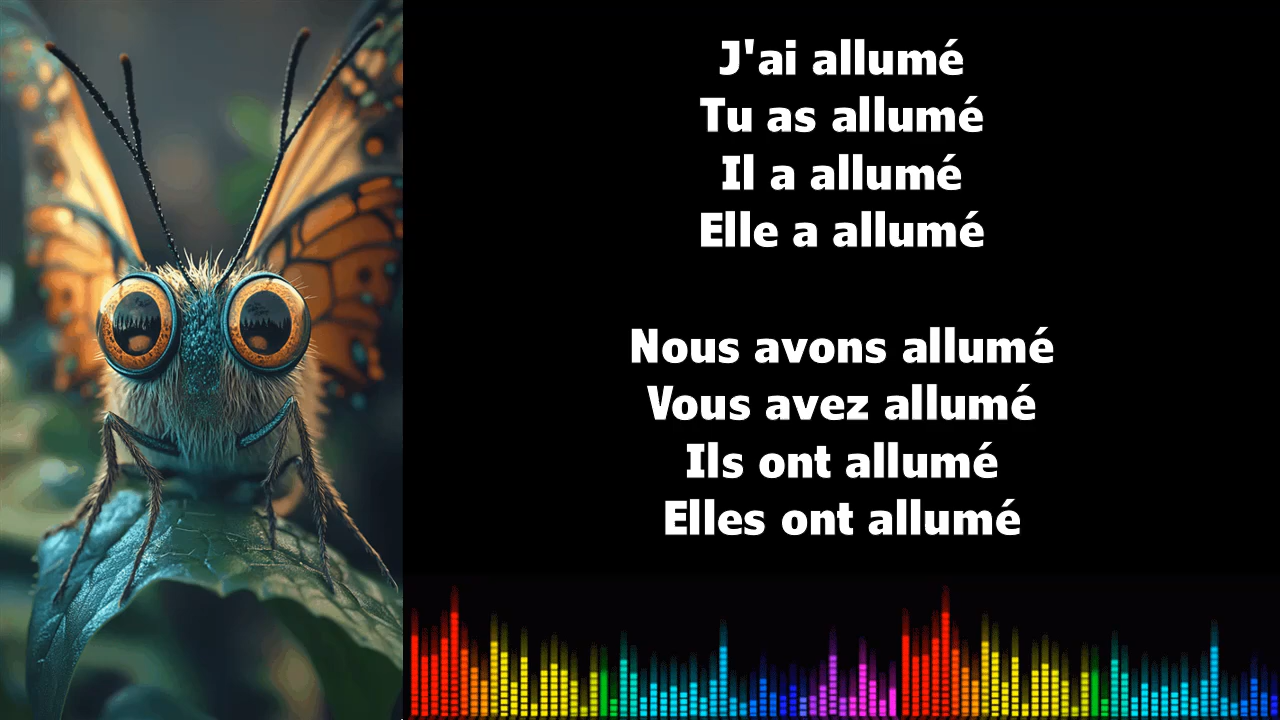 J'ai allumé
Tu as allumé
Il a allumé
Elle a allumé
Nous avons allumé
Vous avez allumé
Ils ont allumé
Elles ont allumé